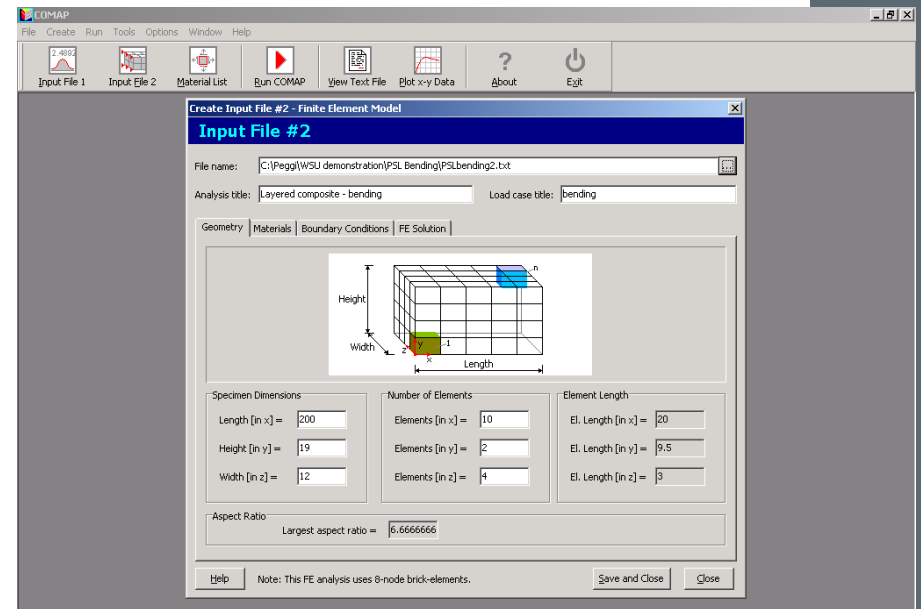 COMAP
File Create Run Tools Options Window Help
2.4892
Input File 1 Input File 2 Material List Run COMAP View Text File Plot x-y Data ? About Exit
Create Input File #2 - Finite Element Model
Input File #2
File name: C:\Peggi\WSU demonstration\PSL Bending\PSLbending2.txt ...
Analysis title: Layered composite - bending Load case title: bending
Geometry Materials Boundary Conditions FE Solution
n
Height
Width z y 1
x
Length
Specimen Dimensions Number of Elements Element Length
Length [in x] = 200 Elements [in x] = 10 El. Length [in x] = 20
Height [in y] = 19 Elements [in y] = 2 El. Length [in y] = 9.5
Width [in z] = 12 Elements [in z] = 4 El. Length [in z] = 3
Aspect Ratio
Largest aspect ratio = 6.6666666
Help Note: This FE analysis uses 8-node brick-elements. Save and Close Close